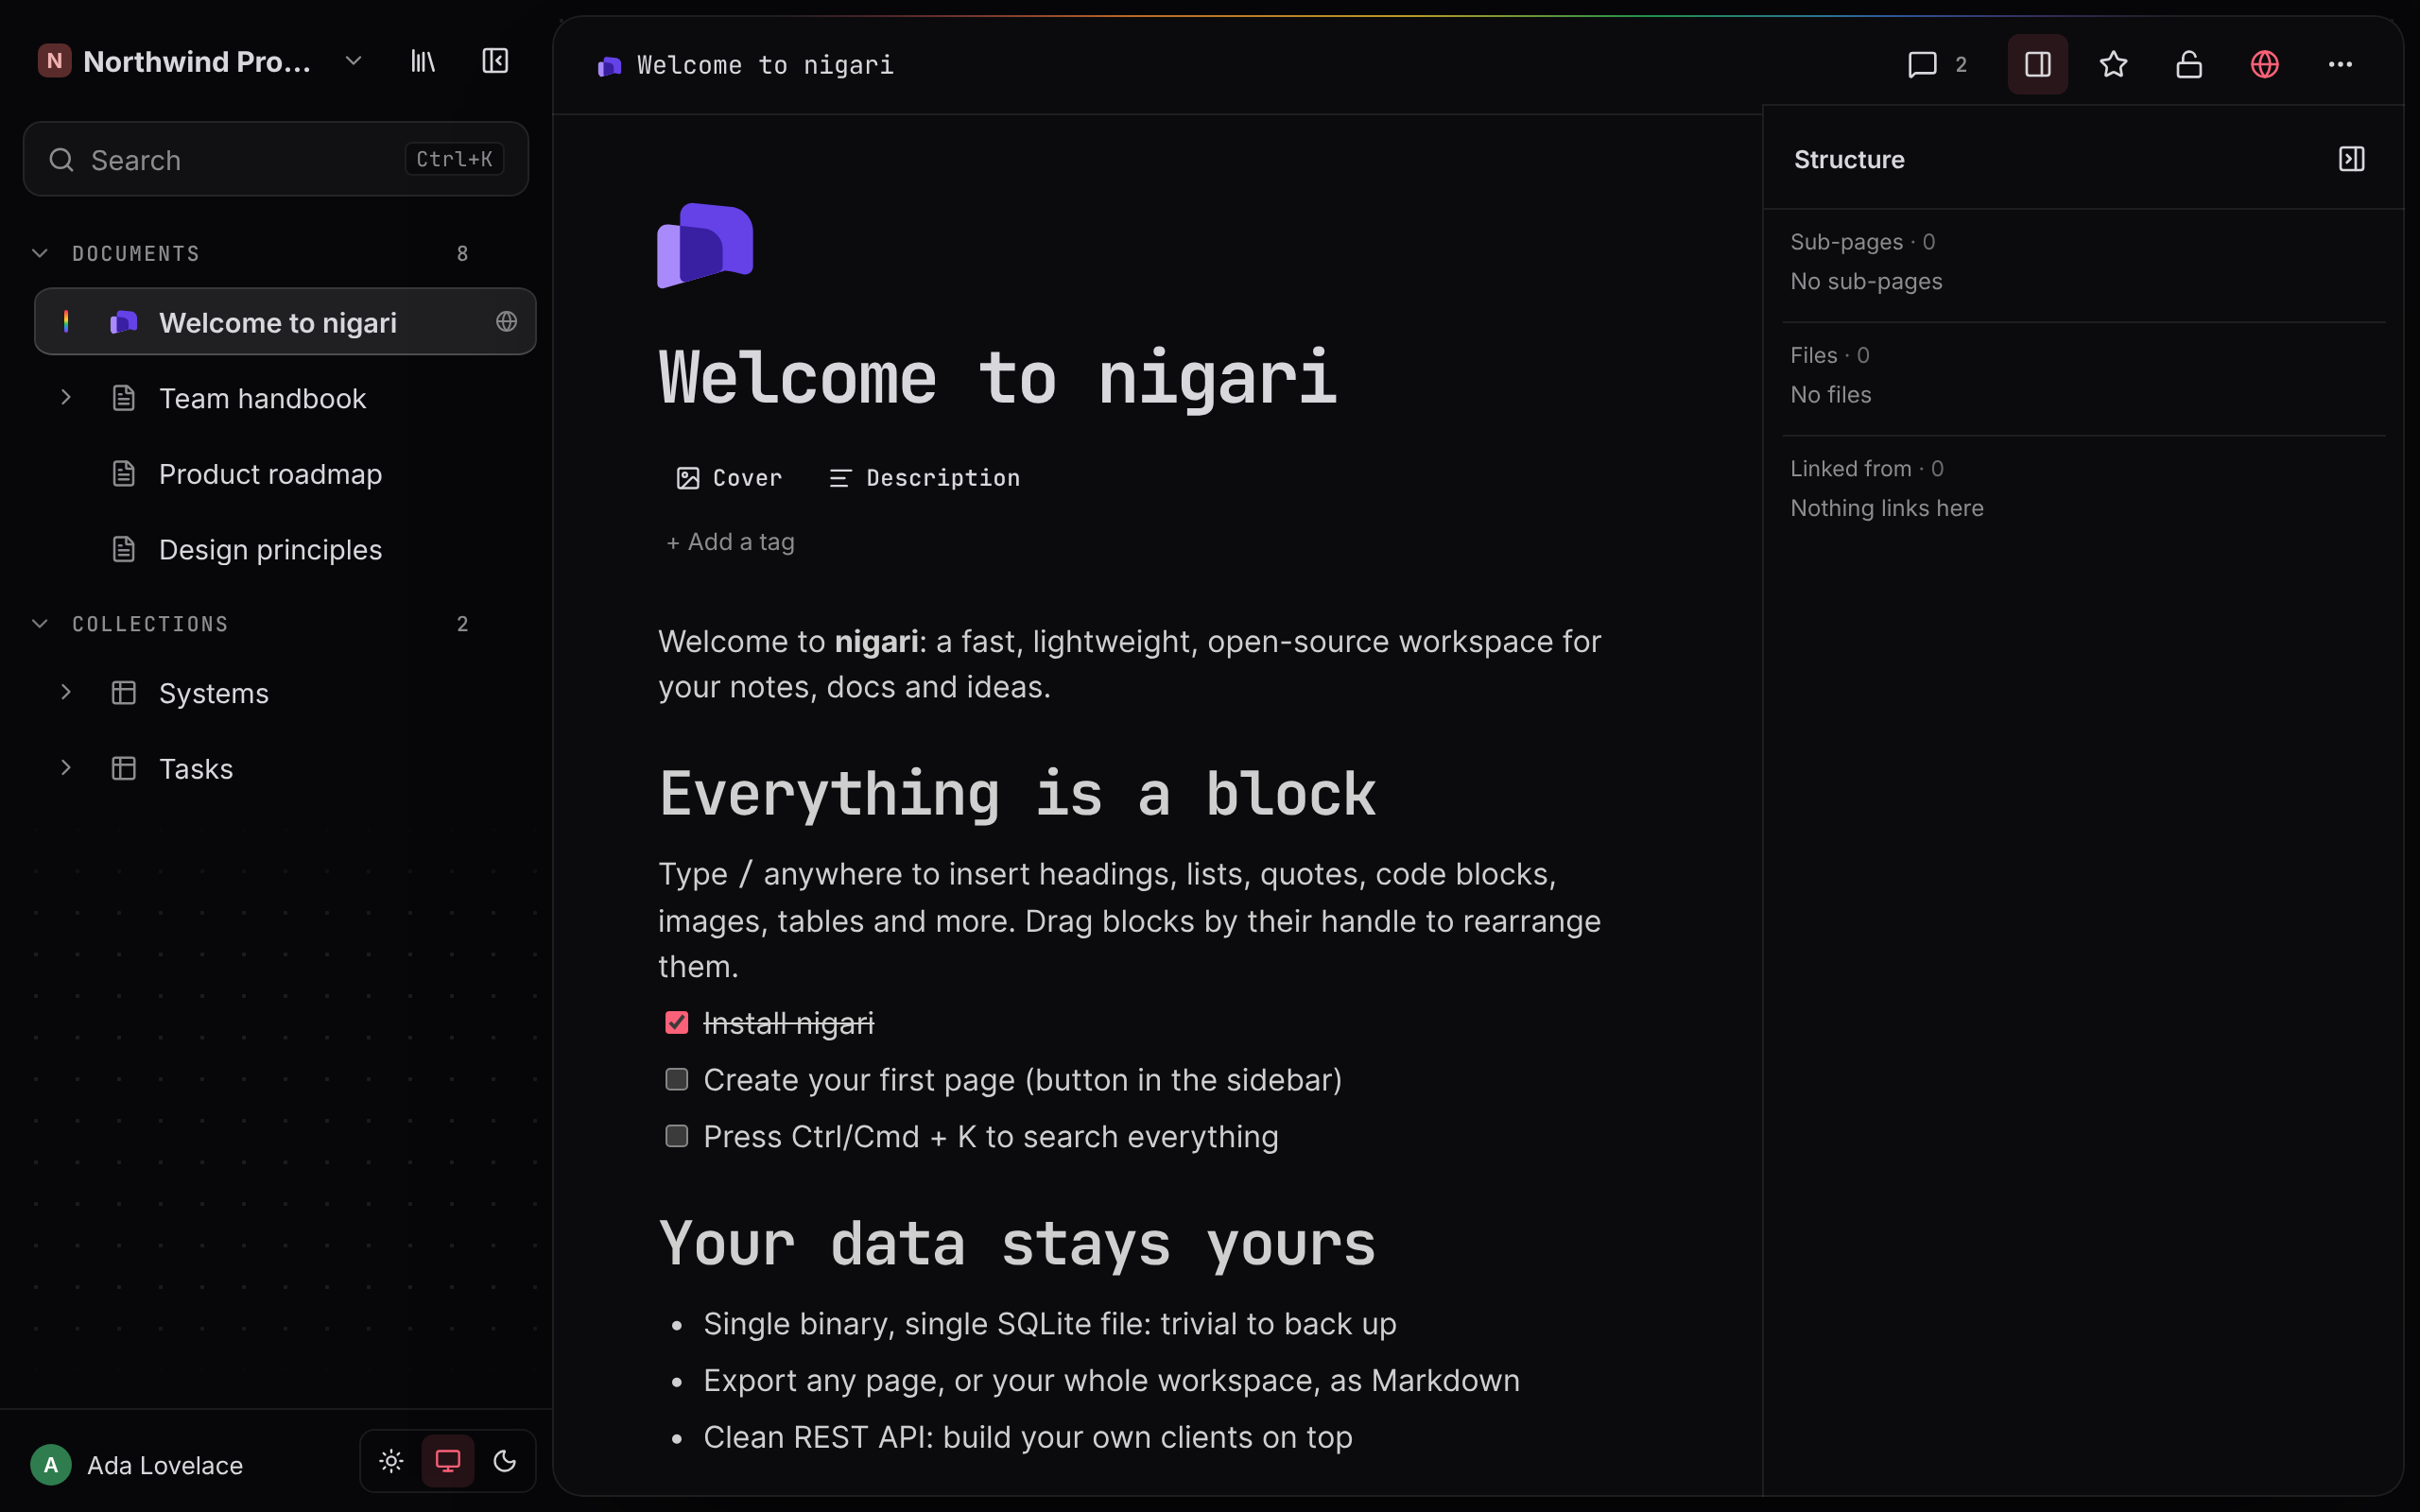 N Northwind Pro...
Search Ctrl+K
DOCUMENTS 8
Welcome to nigari
Team handbook
Product roadmap
Design principles
COLLECTIONS 2
Systems
Tasks
A Ada Lovelace
Welcome to nigari
2
Welcome to nigari
Cover Description
+ Add a tag
Welcome to nigari: a fast, lightweight, open-source workspace for
your notes, docs and ideas.
Everything is a block
Type / anywhere to insert headings, lists, quotes, code blocks,
images, tables and more. Drag blocks by their handle to rearrange
them.
Install nigari
Create your first page (button in the sidebar)
Press Ctrl/Cmd + K to search everything
Your data stays yours
• Single binary, single SQLite file: trivial to back up
• Export any page, or your whole workspace, as Markdown
• Clean REST API: build your own clients on top
Structure
Sub-pages · 0
No sub-pages
Files · 0
No files
Linked from · 0
Nothing links here